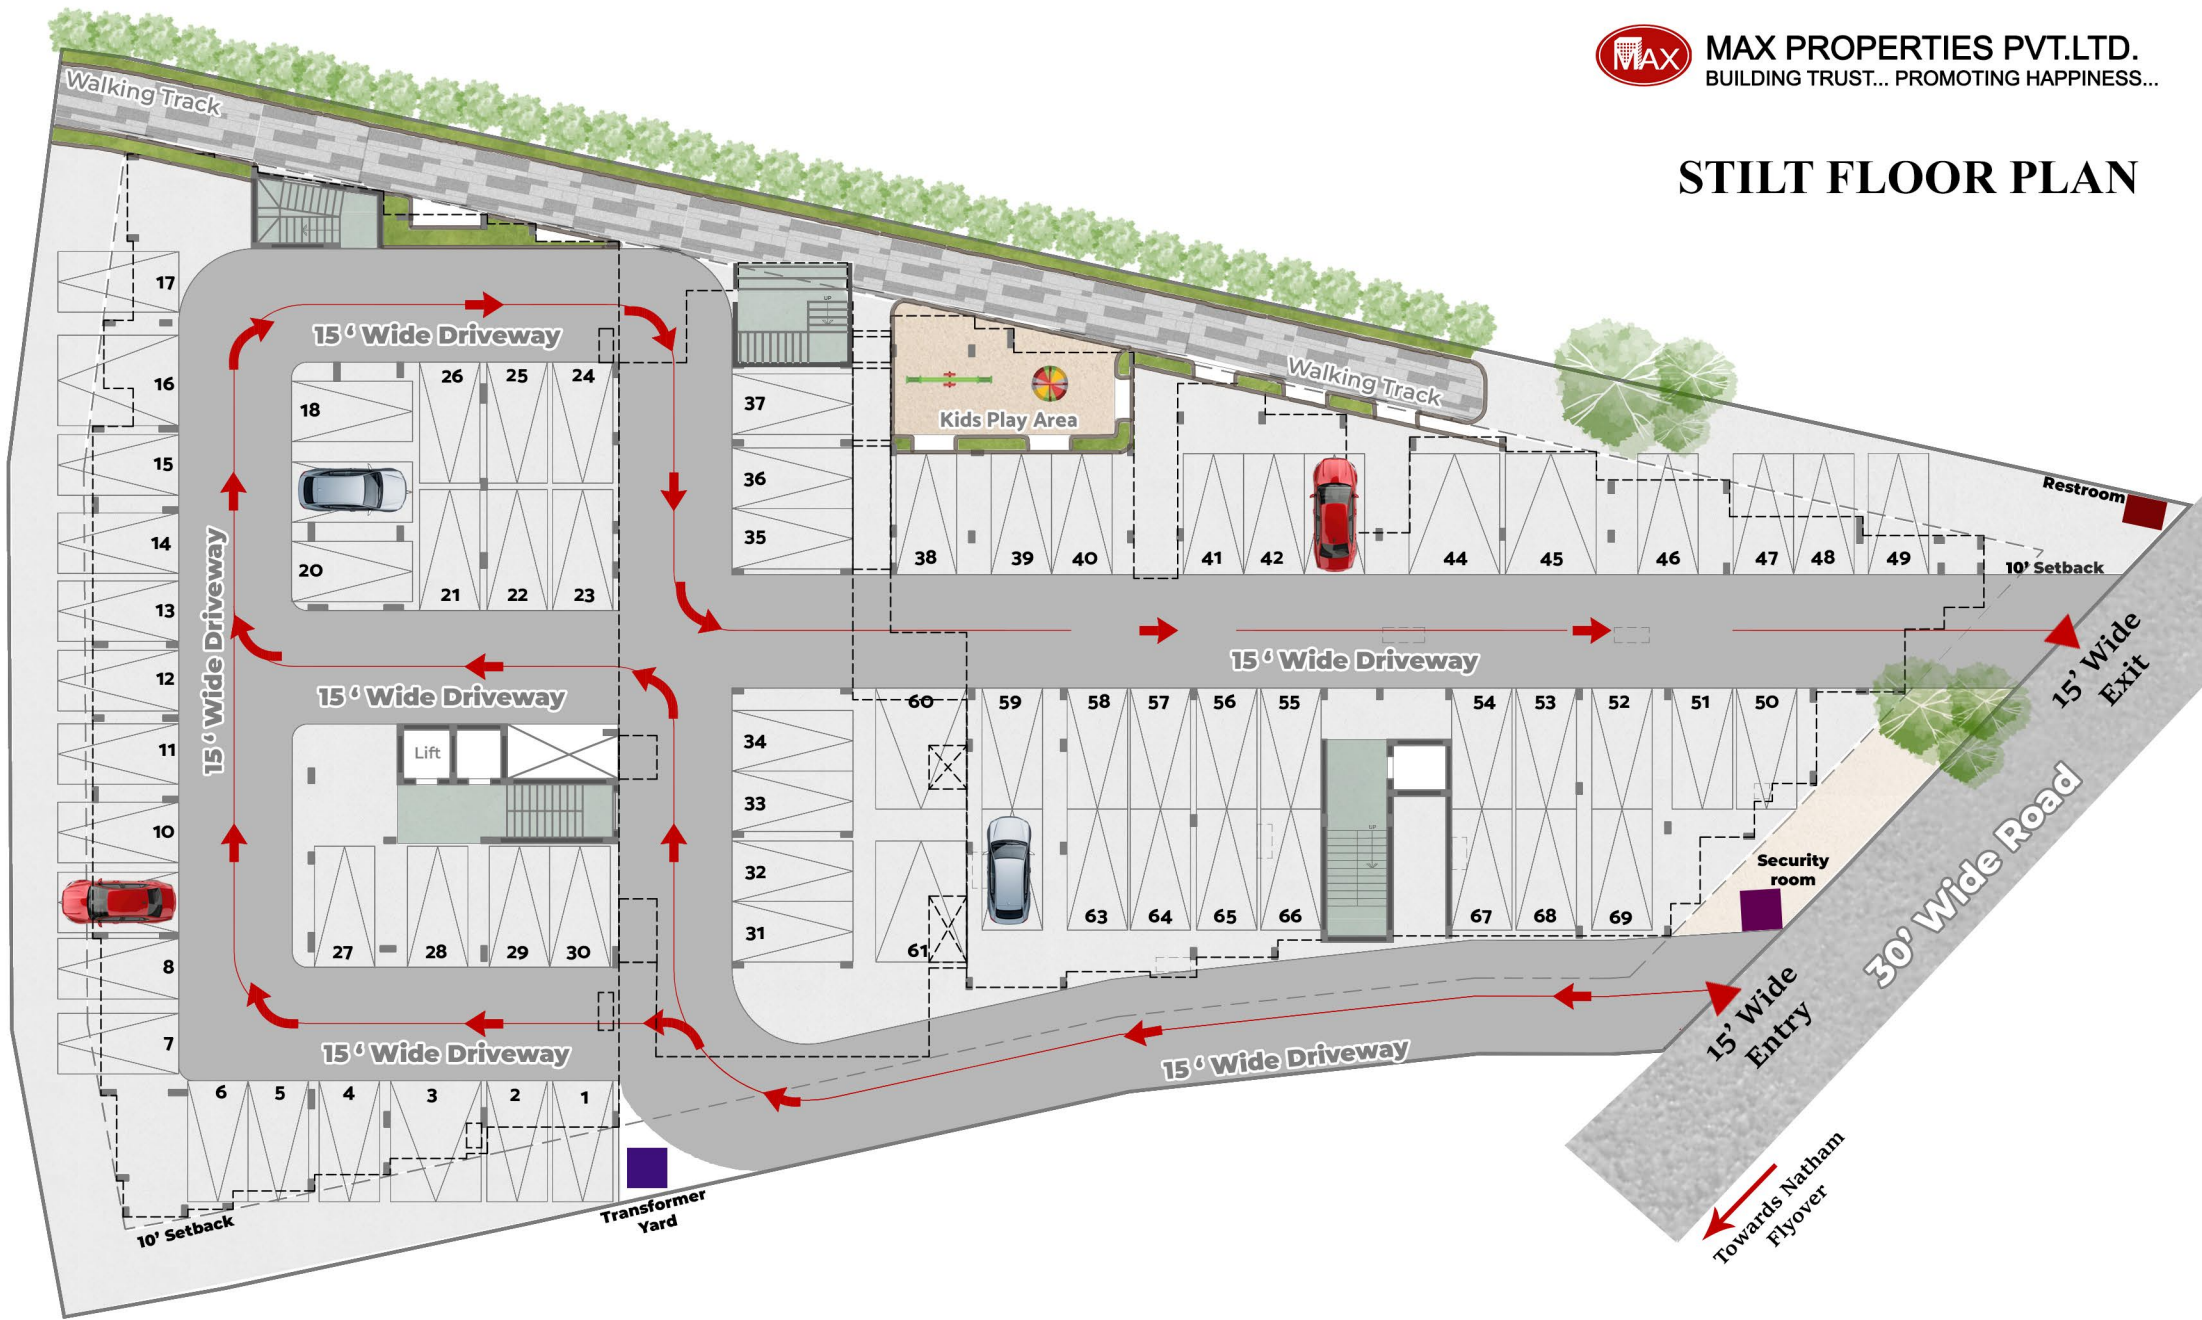 MAX
MAX PROPERTIES PVT.LTD.
BUILDING TRUST... PROMOTING HAPPINESS...
STILT FLOOR PLAN
Walking Track
17
16
15
14
13
12
11
10
8
7
15 ‘ Wide Driveway
15 ‘ Wide Driveway
18
20
26
25
24
21
22
23
15 ‘ Wide Driveway
Lift
27
28
29
30
15 ‘ Wide Driveway
6
5
4
3
2
1
10’ Setback
Transformer
Yard
UP
37
36
35
Kids Play Area
Walking Track
38
39
40
41
42
44
45
46
47
48
49
Restroom
10’ Setback
15 ‘ Wide Driveway
15’ Wide
Exit
34
33
32
31
60
59
58
57
56
55
54
53
52
51
50
61
63
64
65
66
UP
67
68
69
Security
room
30’ Wide Road
15’ Wide
Entry
15 ‘ Wide Driveway
Towards Natham
Flyover